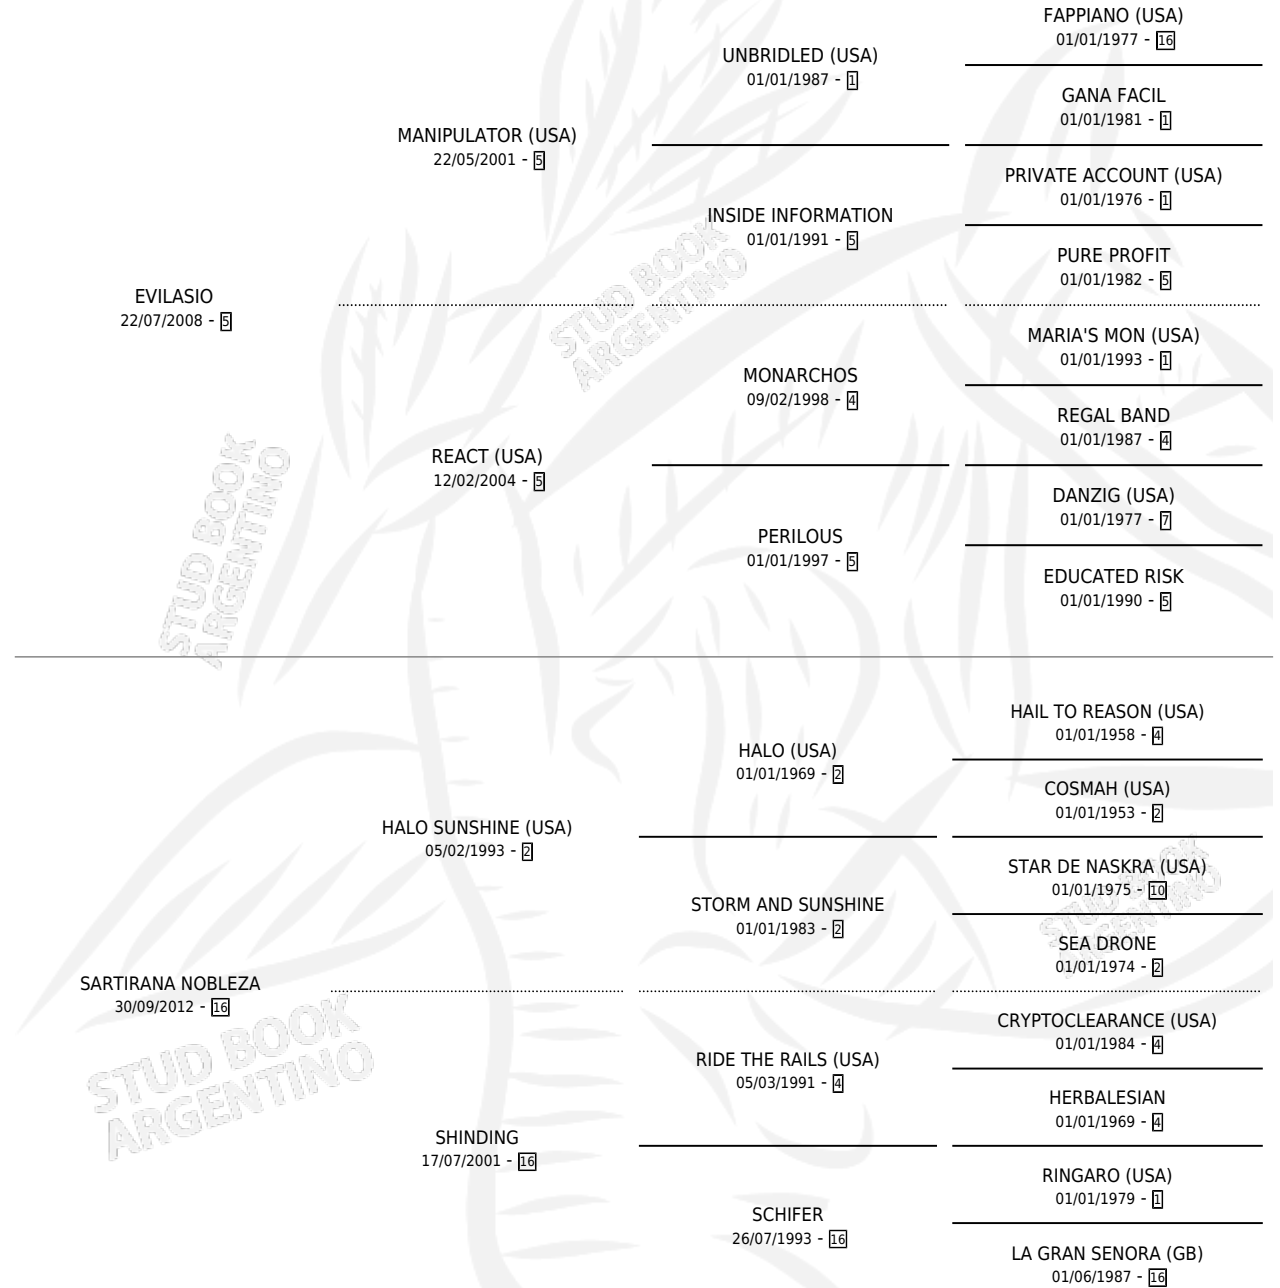 FAPPIANO (USA)
01/01/1977 - 16
UNBRIDLED (USA)
01/01/1987 - 1
GANA FACIL
01/01/1981 - 1
MANIPULATOR (USA)
22/05/2001 - 5
PRIVATE ACCOUNT (USA)
01/01/1976 - 1
INSIDE INFORMATION
01/01/1991 - 5
PURE PROFIT
01/01/1982 - 5
EVILASIO
22/07/2008 - 5
STUD BOOK
ARGENTINO
MARIA'S MON (USA)
01/01/1993 - 1
MONARCHOS
09/02/1998 - 4
REGAL BAND
01/01/1987 - 4
REACT (USA)
12/02/2004 - 5
DANZIG (USA)
01/01/1977 - 7
PERILOUS
01/01/1997 - 5
EDUCATED RISK
01/01/1990 - 5
STUD BOOK
ARGENTINO
HAIL TO REASON (USA)
01/01/1958 - 4
HALO (USA)
01/01/1969 - 2
COSMAH (USA)
01/01/1953 - 2
HALO SUNSHINE (USA)
05/02/1993 - 2
STAR DE NASKRA (USA)
01/01/1975 - 10
STORM AND SUNSHINE
01/01/1983 - 2
STUD BOOK
ARGENTINO
SEA DRONE
01/01/1974 - 2
SARTIRANA NOBLEZA
30/09/2012 - 16
STUD BOOK
ARGENTINO
CRYPTOCLEARANCE (USA)
01/01/1984 - 4
RIDE THE RAILS (USA)
05/03/1991 - 4
HERBALESIAN
01/01/1969 - 4
SHINDING
17/07/2001 - 16
RINGARO (USA)
01/01/1979 - 1
SCHIFER
26/07/1993 - 16
LA GRAN SENORA (GB)
01/06/1987 - 16